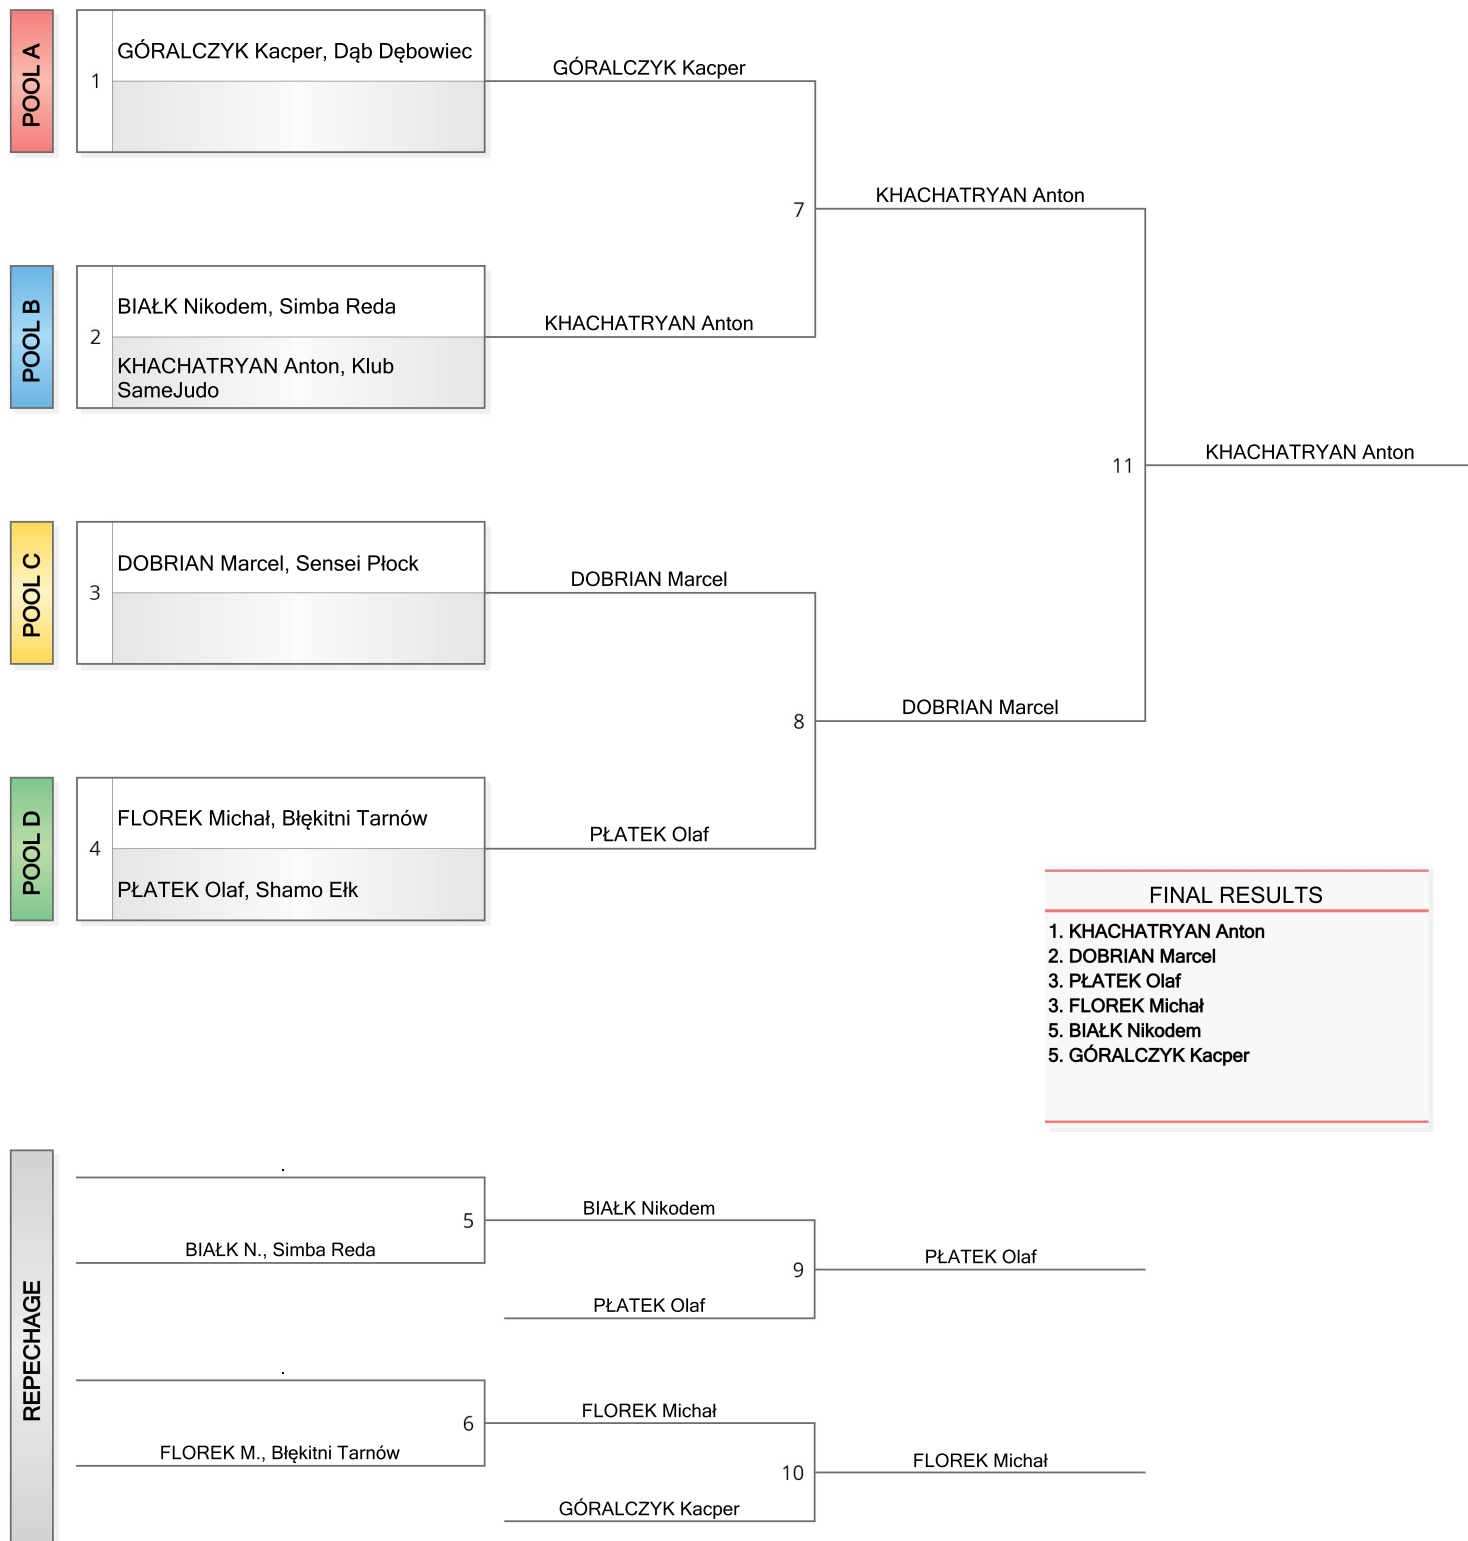 POOL A
1
GÓRALCZYK Kacper, Dąb Dębowiec
GÓRALCZYK Kacper
7
KHACHATRYAN Anton
POOL B
2
BIAŁK Nikodem, Simba Reda
KHACHATRYAN Anton, Klub
SameJudo
KHACHATRYAN Anton
11
KHACHATRYAN Anton
POOL C
3
DOBRIAN Marcel, Sensei Płock
DOBRIAN Marcel
8
DOBRIAN Marcel
POOL D
4
FLOREK Michał, Błękitni Tarnów
PŁATEK Olaf, Shamo Ełk
PŁATEK Olaf
FINAL RESULTS
1. KHACHATRYAN Anton
2. DOBRIAN Marcel
3. PŁATEK Olaf
3. FLOREK Michał
5. BIAŁK Nikodem
5. GÓRALCZYK Kacper
REPECHAGE
.
5
BIAŁK N., Simba Reda
BIAŁK Nikodem
9
PŁATEK Olaf
PŁATEK Olaf
.
6
FLOREK M., Błękitni Tarnów
FLOREK Michał
10
GÓRALCZYK Kacper
FLOREK Michał